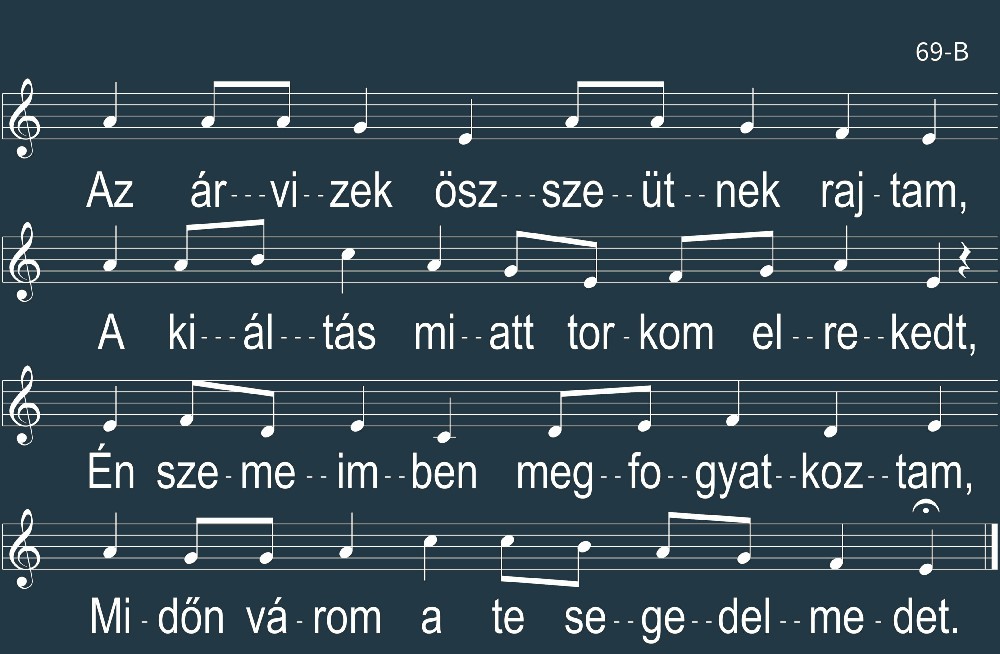 69-B
Az ár---vi--zek ösz---sze--üt--nek raj-tam,
A ki---ál---tás mi--att tor-kom el--re--kedt,
Én sze-me--im--ben meg--fo--gyat--koz--tam,
Mi-dőn vá-rom a te se--ge--del--me-det.